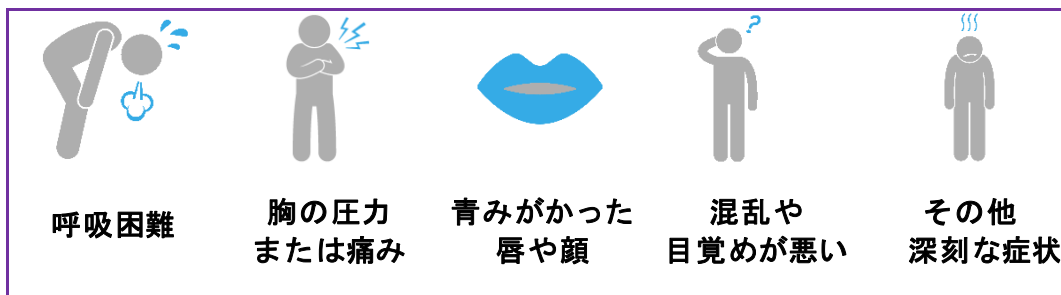 呼吸困難
胸の圧力
または痛み
青みがかった
唇や顔
混乱や
目覚めが悪い
その他
深刻な症状
?